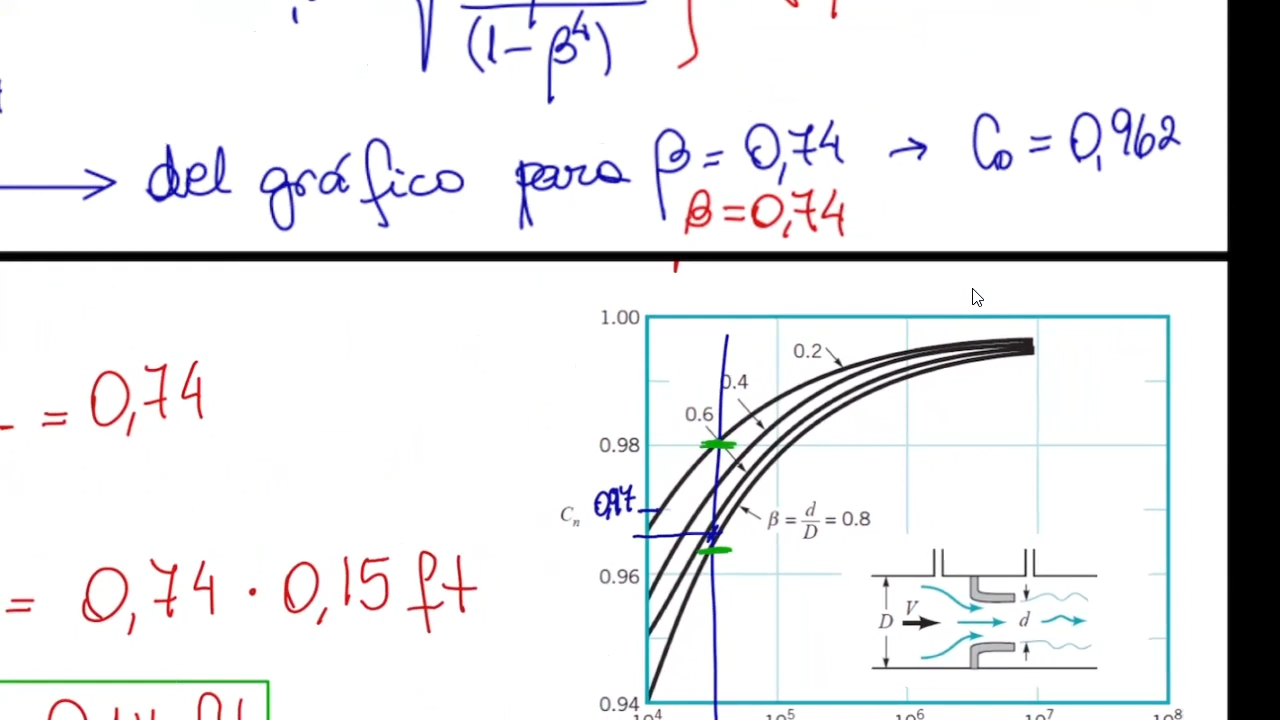 (1-β⁴)
del gráfico para β = 0,74 → C₀ = 0,962
β = 0,74
= 0,74
= 0,74 · 0,15 ft
1.00
0.98
0,97
Cn
0.96
0.94
0.2
0.4
0.6
β = d/D = 0.8
D
V
d
10⁴
10⁵
10⁶
10⁷
10⁸